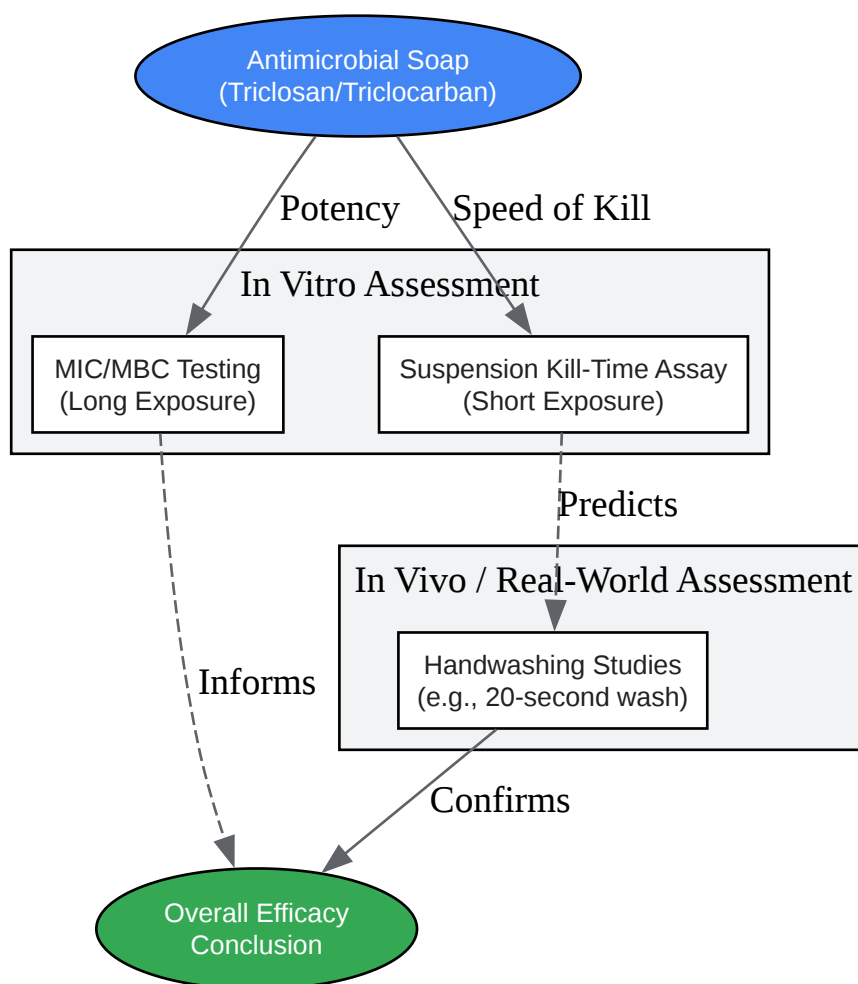 Antimicrobial Soap
(Triclosan/Triclocarban)
Potency
Speed of Kill
In Vitro Assessment
MIC/MBC Testing
(Long Exposure)
Suspension Kill-Time Assay
(Short Exposure)
Predicts
In Vivo / Real-World Assessment
Handwashing Studies
(e.g., 20-second wash)
Informs
Confirms
Overall Efficacy
Conclusion